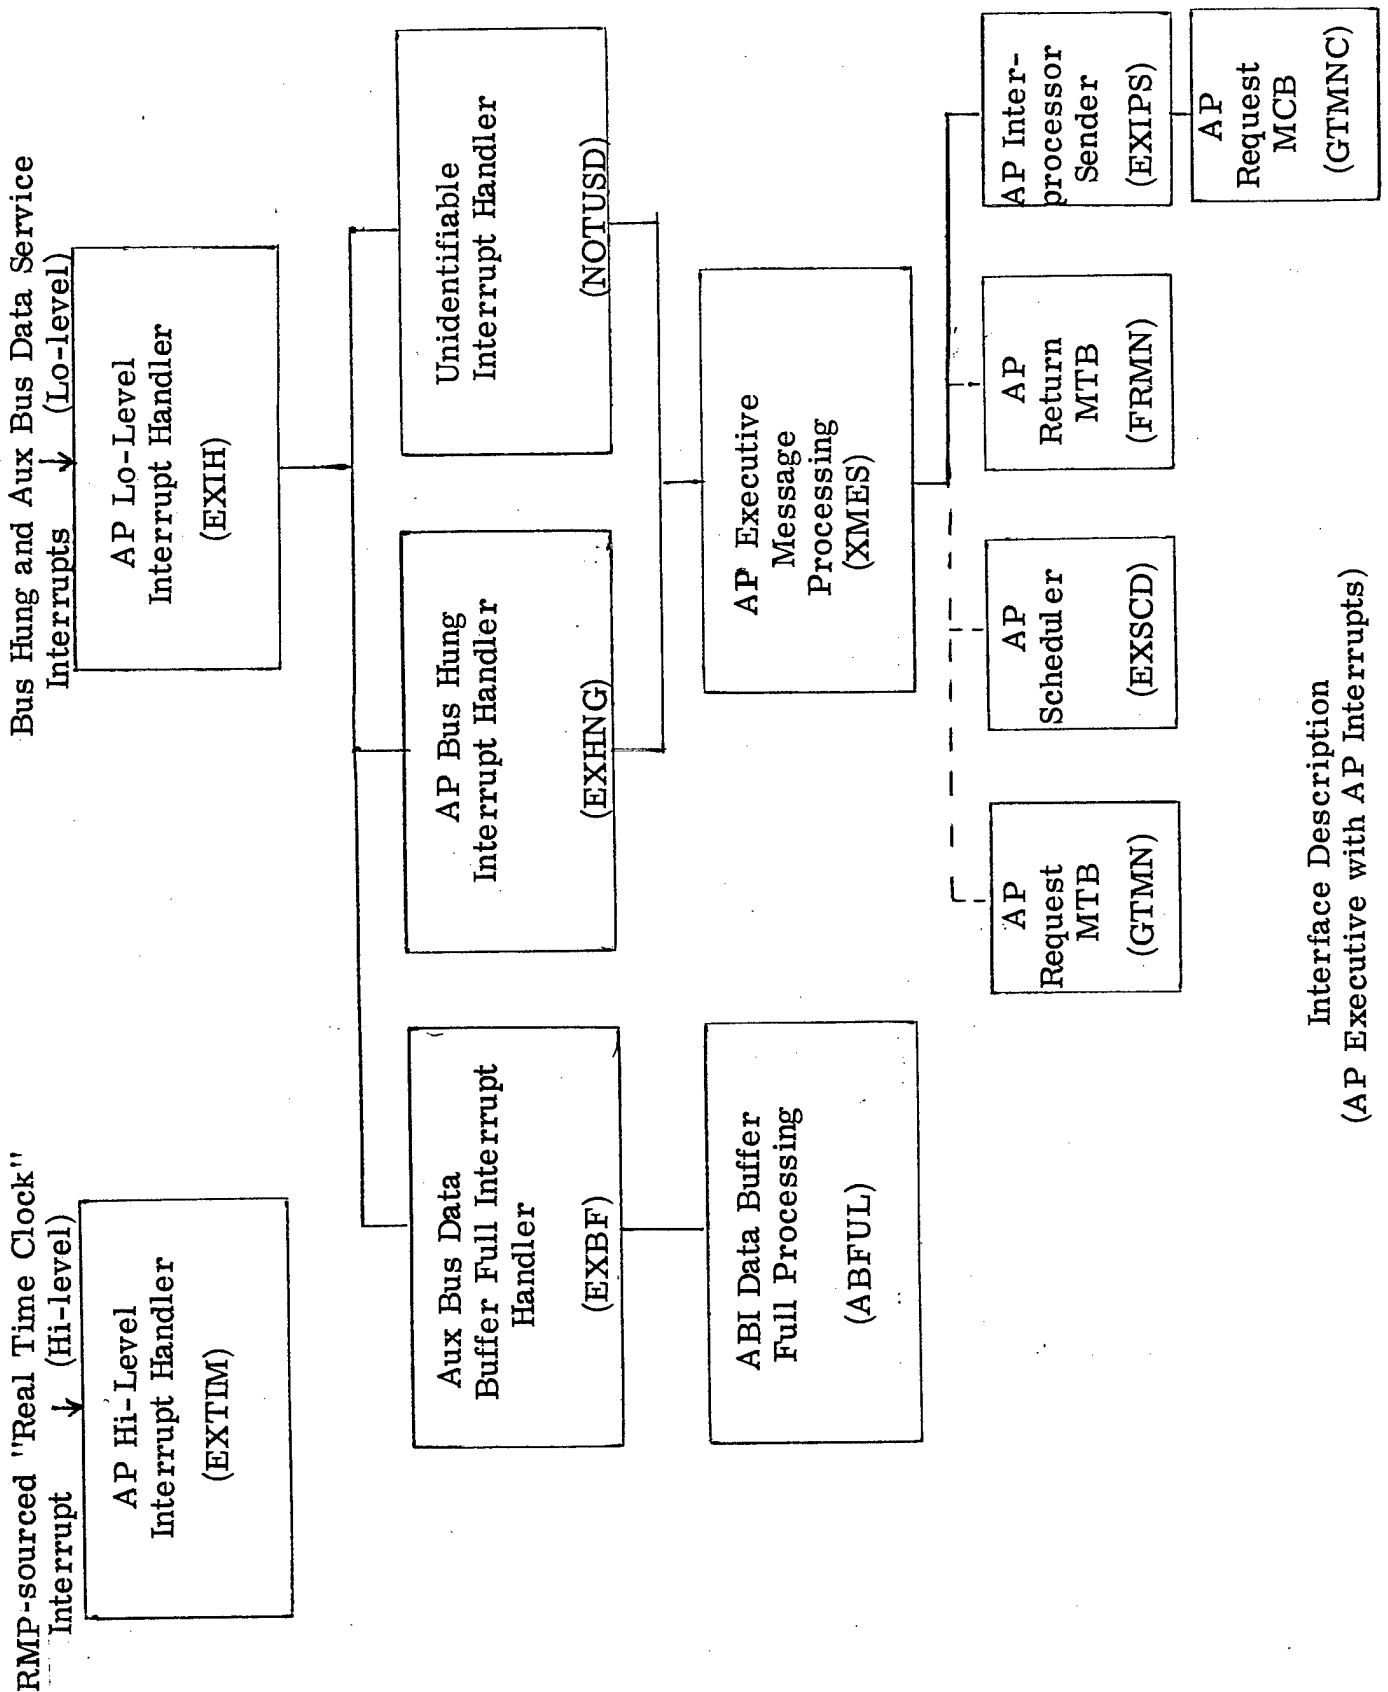 RMP-sourced "Real Time Clock"
Interrupt (Hi-level)
AP Hi-Level
Interrupt Handler
(EXTIM)
Bus Hung and Aux Bus Data Service
Interrupts (Lo-level)
AP Lo-Level
Interrupt Handler
(EXIH)
Aux Bus Data
Buffer Full Interrupt
Handler
(EXBF)
AP Bus Hung
Interrupt Handler
(EXHNG)
Unidentifiable
Interrupt Handler
(NOTUSD)
ABI Data Buffer
Full Processing
(ABFUL)
AP Executive
Message
Processing
(XMES)
AP
Request
MTB
(GTMN)
AP
Scheduler
(EXSCD)
AP
Return
MTB
(FRMN)
AP Inter-
processor
Sender
(EXIPS)
AP
Request
MCB
(GTMNC)
Interface Description
(AP Executive with AP Interrupts)